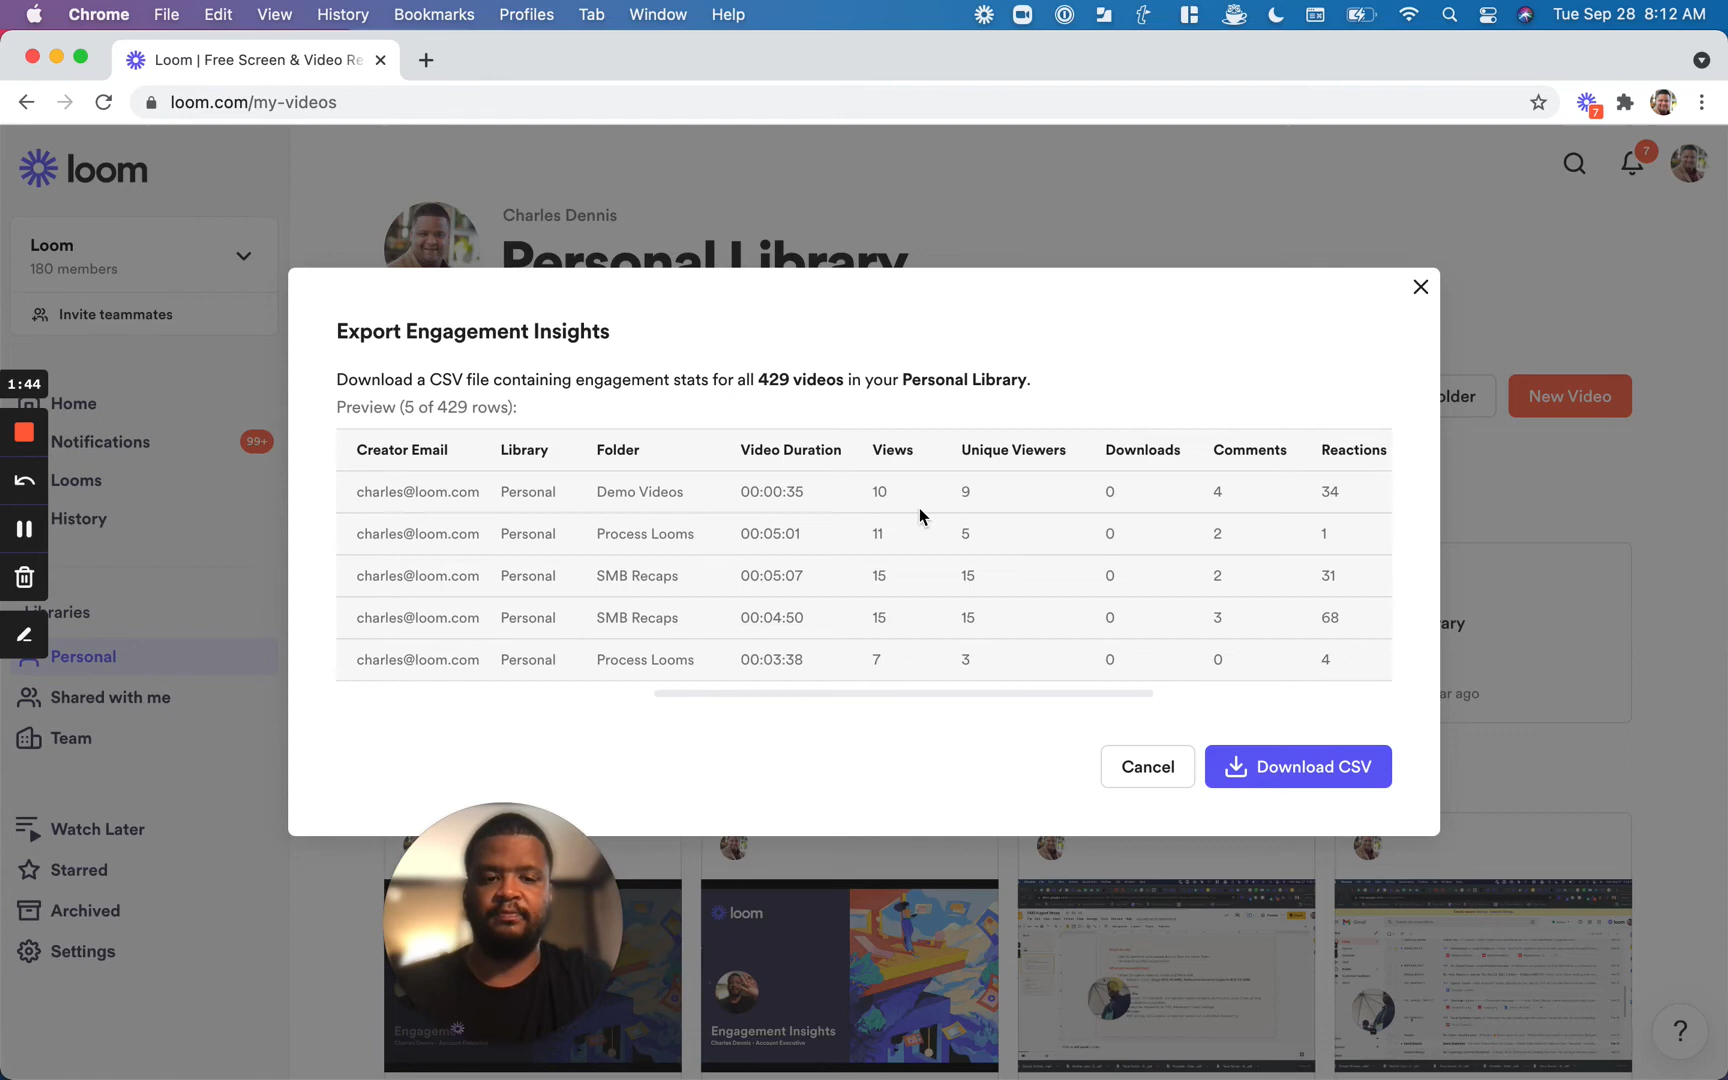 Chrome File Edit View History Bookmarks Profiles Tab Window Help Tue Sep 28 8:12 AM
Loom | Free Screen & Video Re
loom.com/my-videos
7
loom
7
Charles Dennis
Personal Library
Loom
180 members
Invite teammates
Export Engagement Insights
Download a CSV file containing engagement stats for all 429 videos in your Personal Library.
Preview (5 of 429 rows):
1:44
Home
Notifications 99+
Looms
History
Libraries
Personal
Shared with me
Team
Watch Later
Starred
Archived
Settings
older New Video
Creator Email Library Folder Video Duration Views Unique Viewers Downloads Comments Reactions
charles@loom.com Personal Demo Videos 00:00:35 10 9 0 4 34
charles@loom.com Personal Process Looms 00:05:01 11 5 0 2 1
charles@loom.com Personal SMB Recaps 00:05:07 15 15 0 2 31
charles@loom.com Personal SMB Recaps 00:04:50 15 15 0 3 68
charles@loom.com Personal Process Looms 00:03:38 7 3 0 0 4
rary
ar ago
Cancel Download CSV
loom
Engagem
Charles Dennis - Account Executive
Engagement Insights
Charles Dennis - Account Executive
?